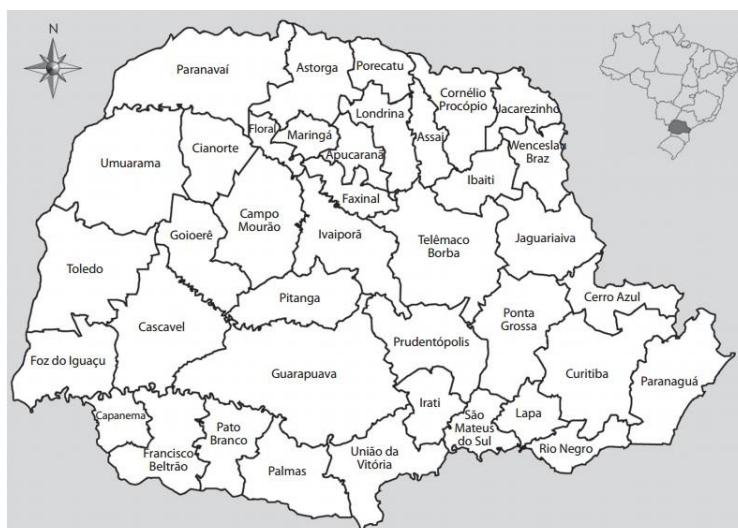 N
Paranavaí
Astorga
Porecatu
Cornélio
Procópio
Jacarezinho
Londrina
Floraí
Maringá
Assai
Wenceslau
Braz
Apucarana
Umuarama
Cianorte
Ibaiti
Faxinal
Campo
Mourão
Goioerê
Ivaiporã
Telêmaco
Borba
Jaguariaiva
Toledo
Pitanga
Cerro Azul
Ponta
Grossa
Cascavel
Prudentópolis
Foz do Iguaçu
Guarapuava
Curitiba
Paranaguá
Irati
Capanema
Pato
Branco
São
Mateus
do Sul
Lapa
Francisco
Beltrão
União da
Vitória
Rio Negro
Palmas